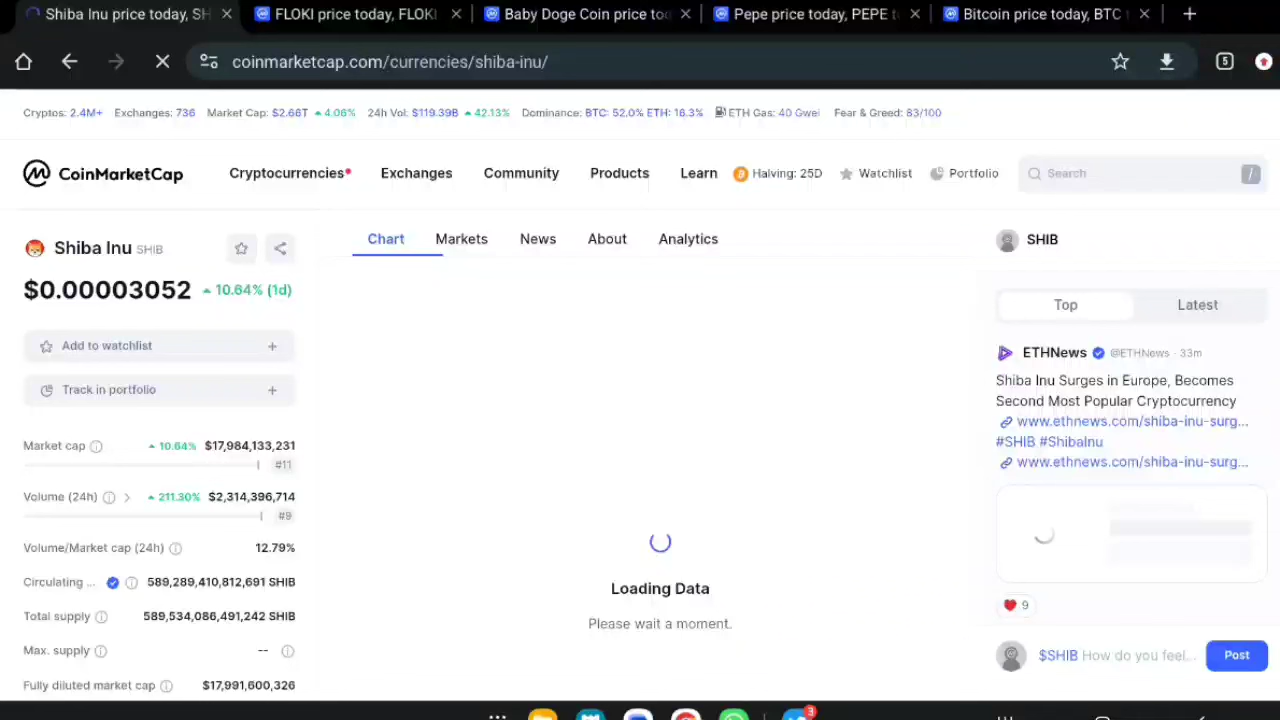 Shiba Inu price today, SH
FLOKI price today, FLOKI
Baby Doge Coin price too
Pepe price today, PEPE t
Bitcoin price today, BTC t
coinmarketcap.com/currencies/shiba-inu/
5
Cryptos: 2.4M+ Exchanges: 736 Market Cap: $2.66T 4.06% 24h Vol: $119.39B 42.13% Dominance: BTC: 52.0% ETH: 16.3% ETH Gas: 40 Gwei Fear & Greed: 83/100
CoinMarketCap
Cryptocurrencies Exchanges Community Products Learn Halving: 25D Watchlist Portfolio Search /
Shiba Inu SHIB
$0.00003052 10.64% (1d)
Add to watchlist +
Track in portfolio +
Market cap 10.64% $17,984,133,231
#11
Volume (24h) > 211.30% $2,314,396,714
#9
Volume/Market cap (24h) 12.79%
Circulating ... 589,289,410,812,691 SHIB
Total supply 589,534,086,491,242 SHIB
Max. supply --
Fully diluted market cap $17,991,600,326
Chart Markets News About Analytics
Loading Data
Please wait a moment.
SHIB
Top Latest
ETHNews @ETHNews · 33m
Shiba Inu Surges in Europe, Becomes
Second Most Popular Cryptocurrency
www.ethnews.com/shiba-inu-surg...
#SHIB #ShibaInu
www.ethnews.com/shiba-inu-surg...
9
$SHIB How do you feel... Post
3